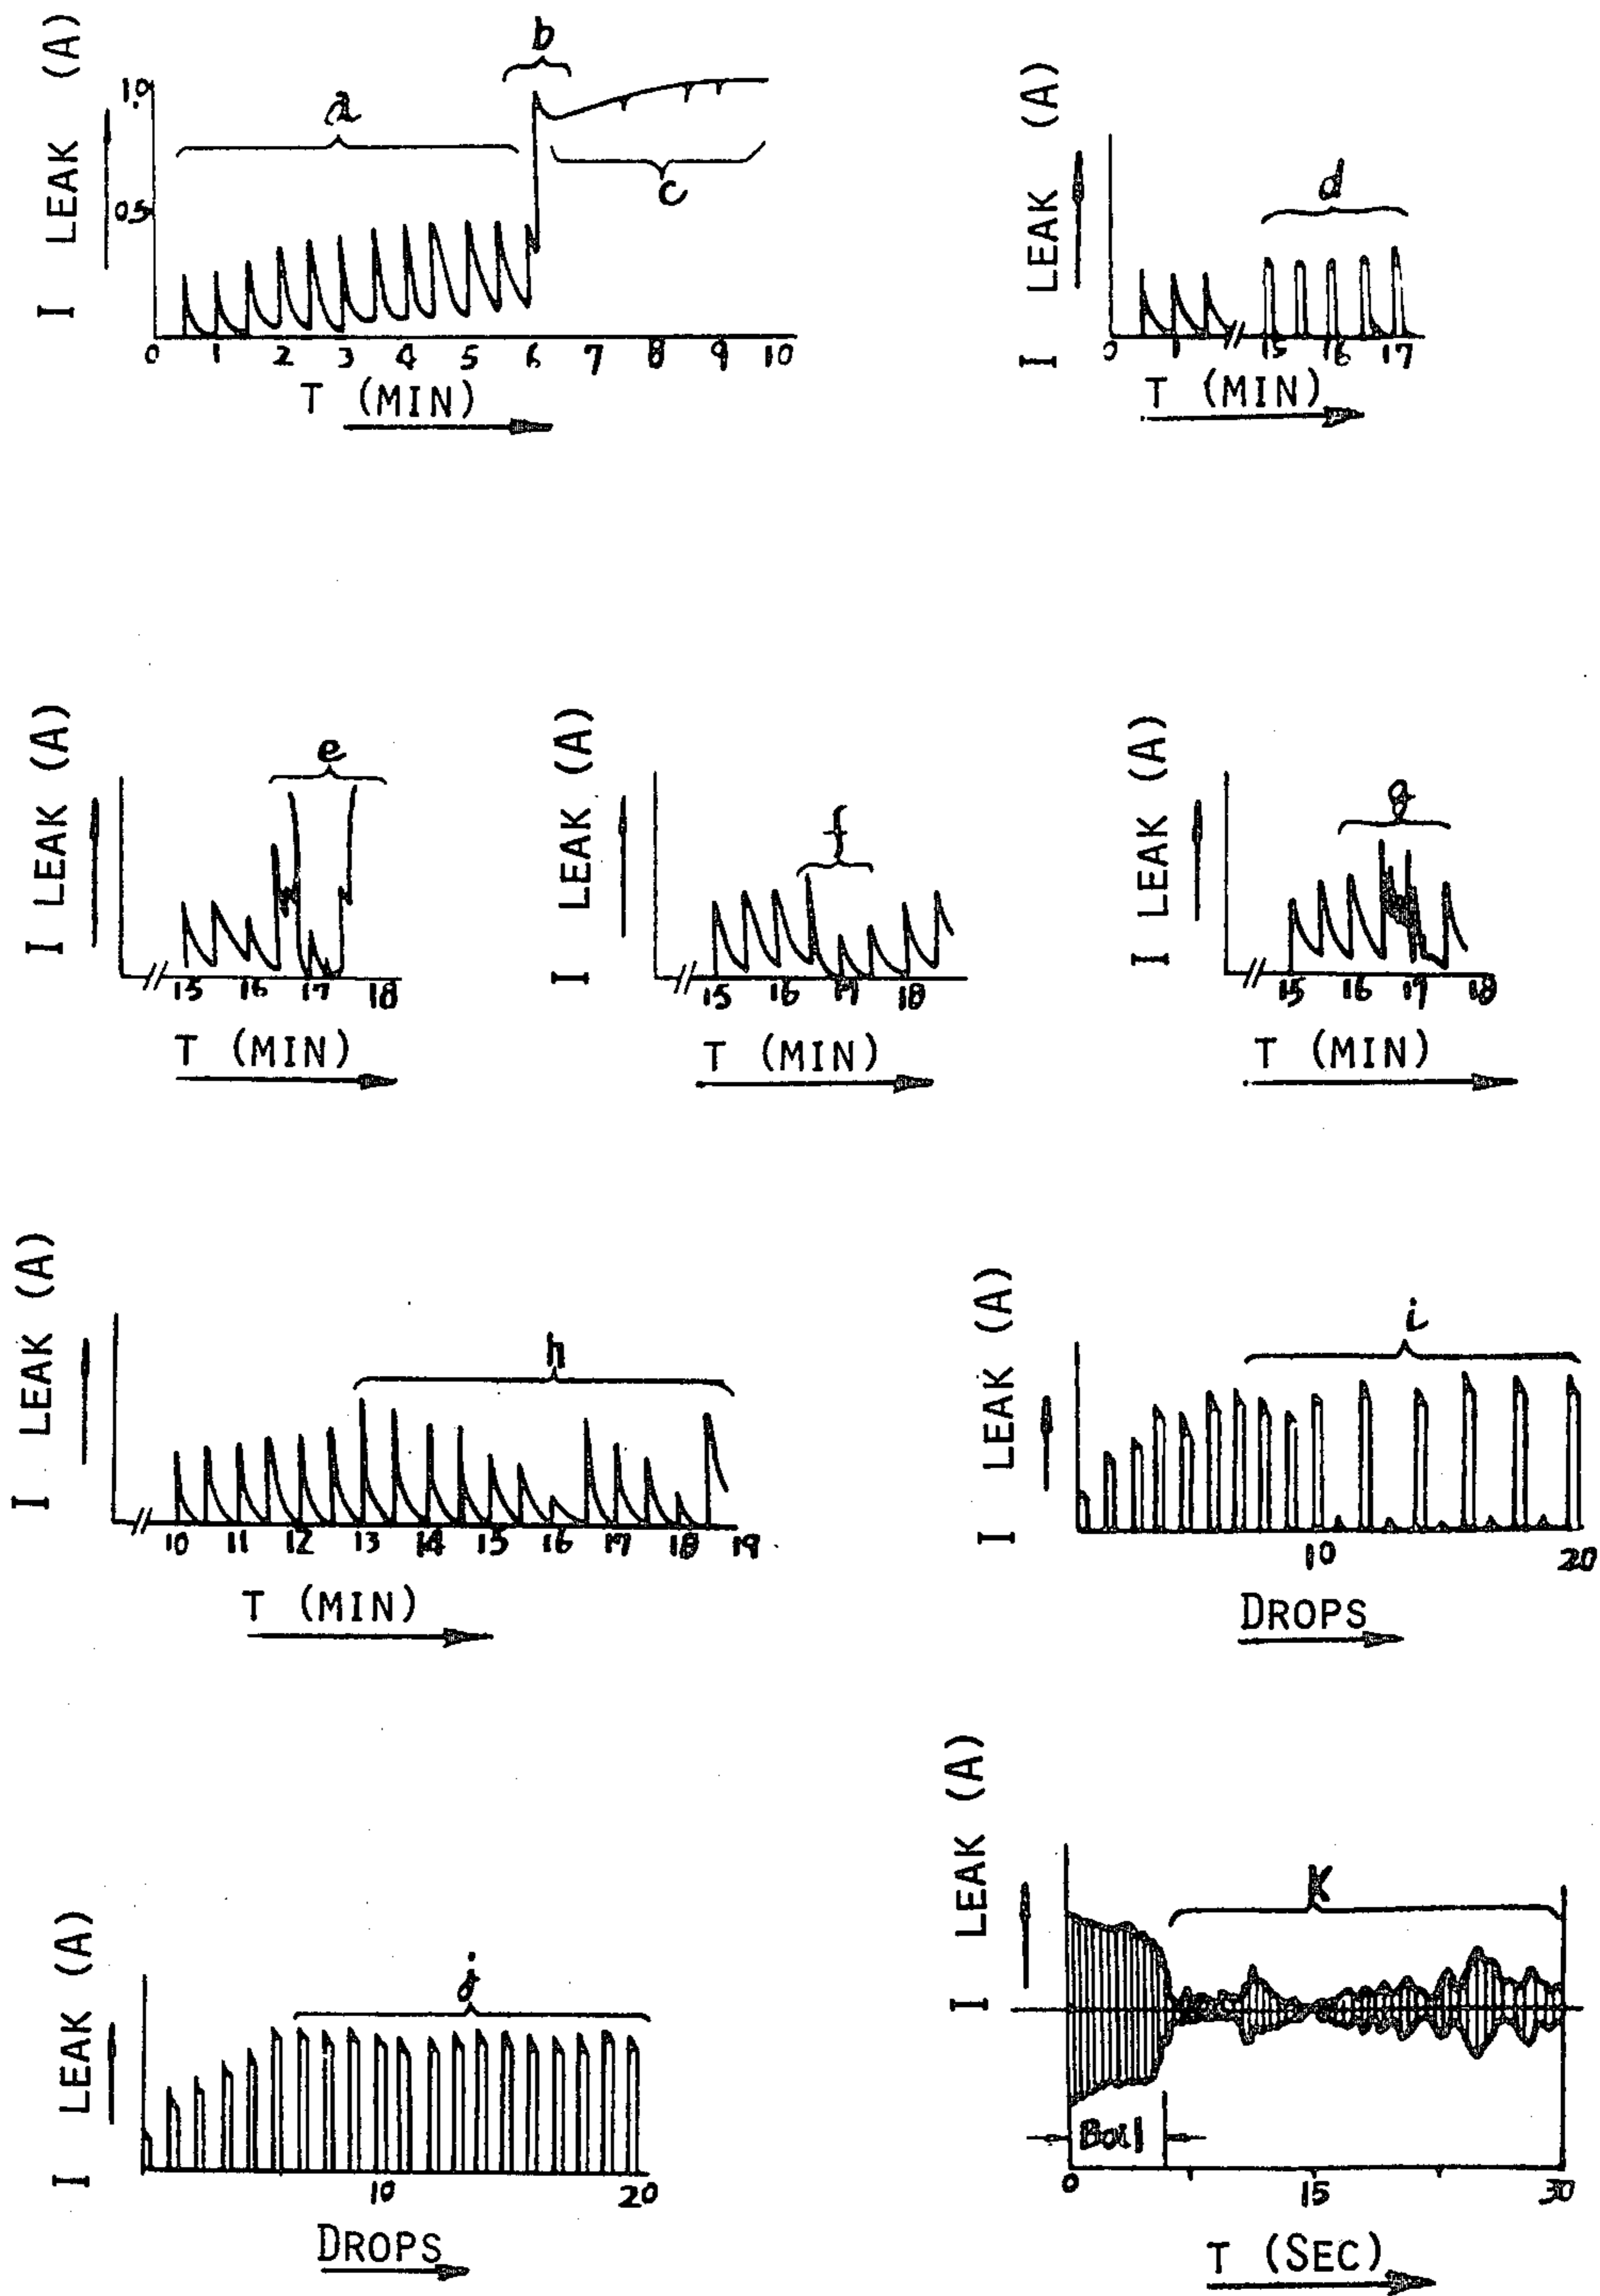 b
I LEAK (A)
1.0
a
c
0.5
0 1 2 3 4 5 6 7 8 9 10
T (MIN)
I LEAK (A)
d
0 1 15 16 17
T (MIN)
I LEAK (A)
e
15 16 17 18
T (MIN)
I LEAK (A)
f
15 16 17 18
T (MIN)
I LEAK (A)
g
15 16 17 18
T (MIN)
I LEAK (A)
h
10 11 12 13 14 15 16 17 18 19
T (MIN)
I LEAK (A)
i
10 20
DROPS
I LEAK (A)
j
10 20
DROPS
I LEAK (A)
K
Boil
0 15 30
T (SEC)